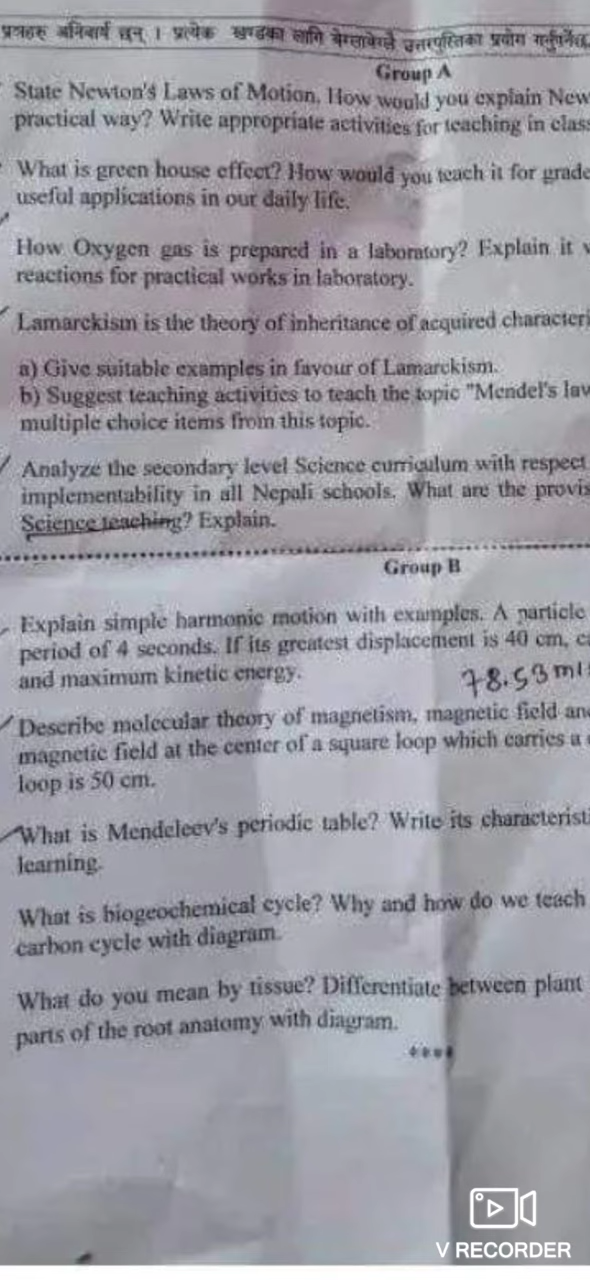 प्रश्नहरु अनिवार्य छन् । प्रत्येक खण्डका लागि बेग्लाबेग्लै उत्तरपुस्तिका प्रयोग गर्नुपर्नेछ
Group A
State Newton's Laws of Motion. How would you explain New
practical way? Write appropriate activities for teaching in class
What is green house effect? How would you teach it for grade
useful applications in our daily life.
How Oxygen gas is prepared in a laboratory? Explain it w
reactions for practical works in laboratory.
Lamarckism is the theory of inheritance of acquired characteri
a) Give suitable examples in favour of Lamarckism.
b) Suggest teaching activities to teach the topic "Mendel's law
multiple choice items from this topic.
Analyze the secondary level Science curriculum with respect
implementability in all Nepali schools. What are the provis
Science teaching? Explain.
Group B
Explain simple harmonic motion with examples. A particle
period of 4 seconds. If its greatest displacement is 40 cm, ca
and maximum kinetic energy.
78.53 ml
Describe molecular theory of magnetism, magnetic field and
magnetic field at the center of a square loop which carries a
loop is 50 cm.
What is Mendeleev's periodic table? Write its characteristi
learning.
What is biogeochemical cycle? Why and how do we teach
carbon cycle with diagram.
What do you mean by tissue? Differentiate between plant
parts of the root anatomy with diagram.
****
V RECORDER